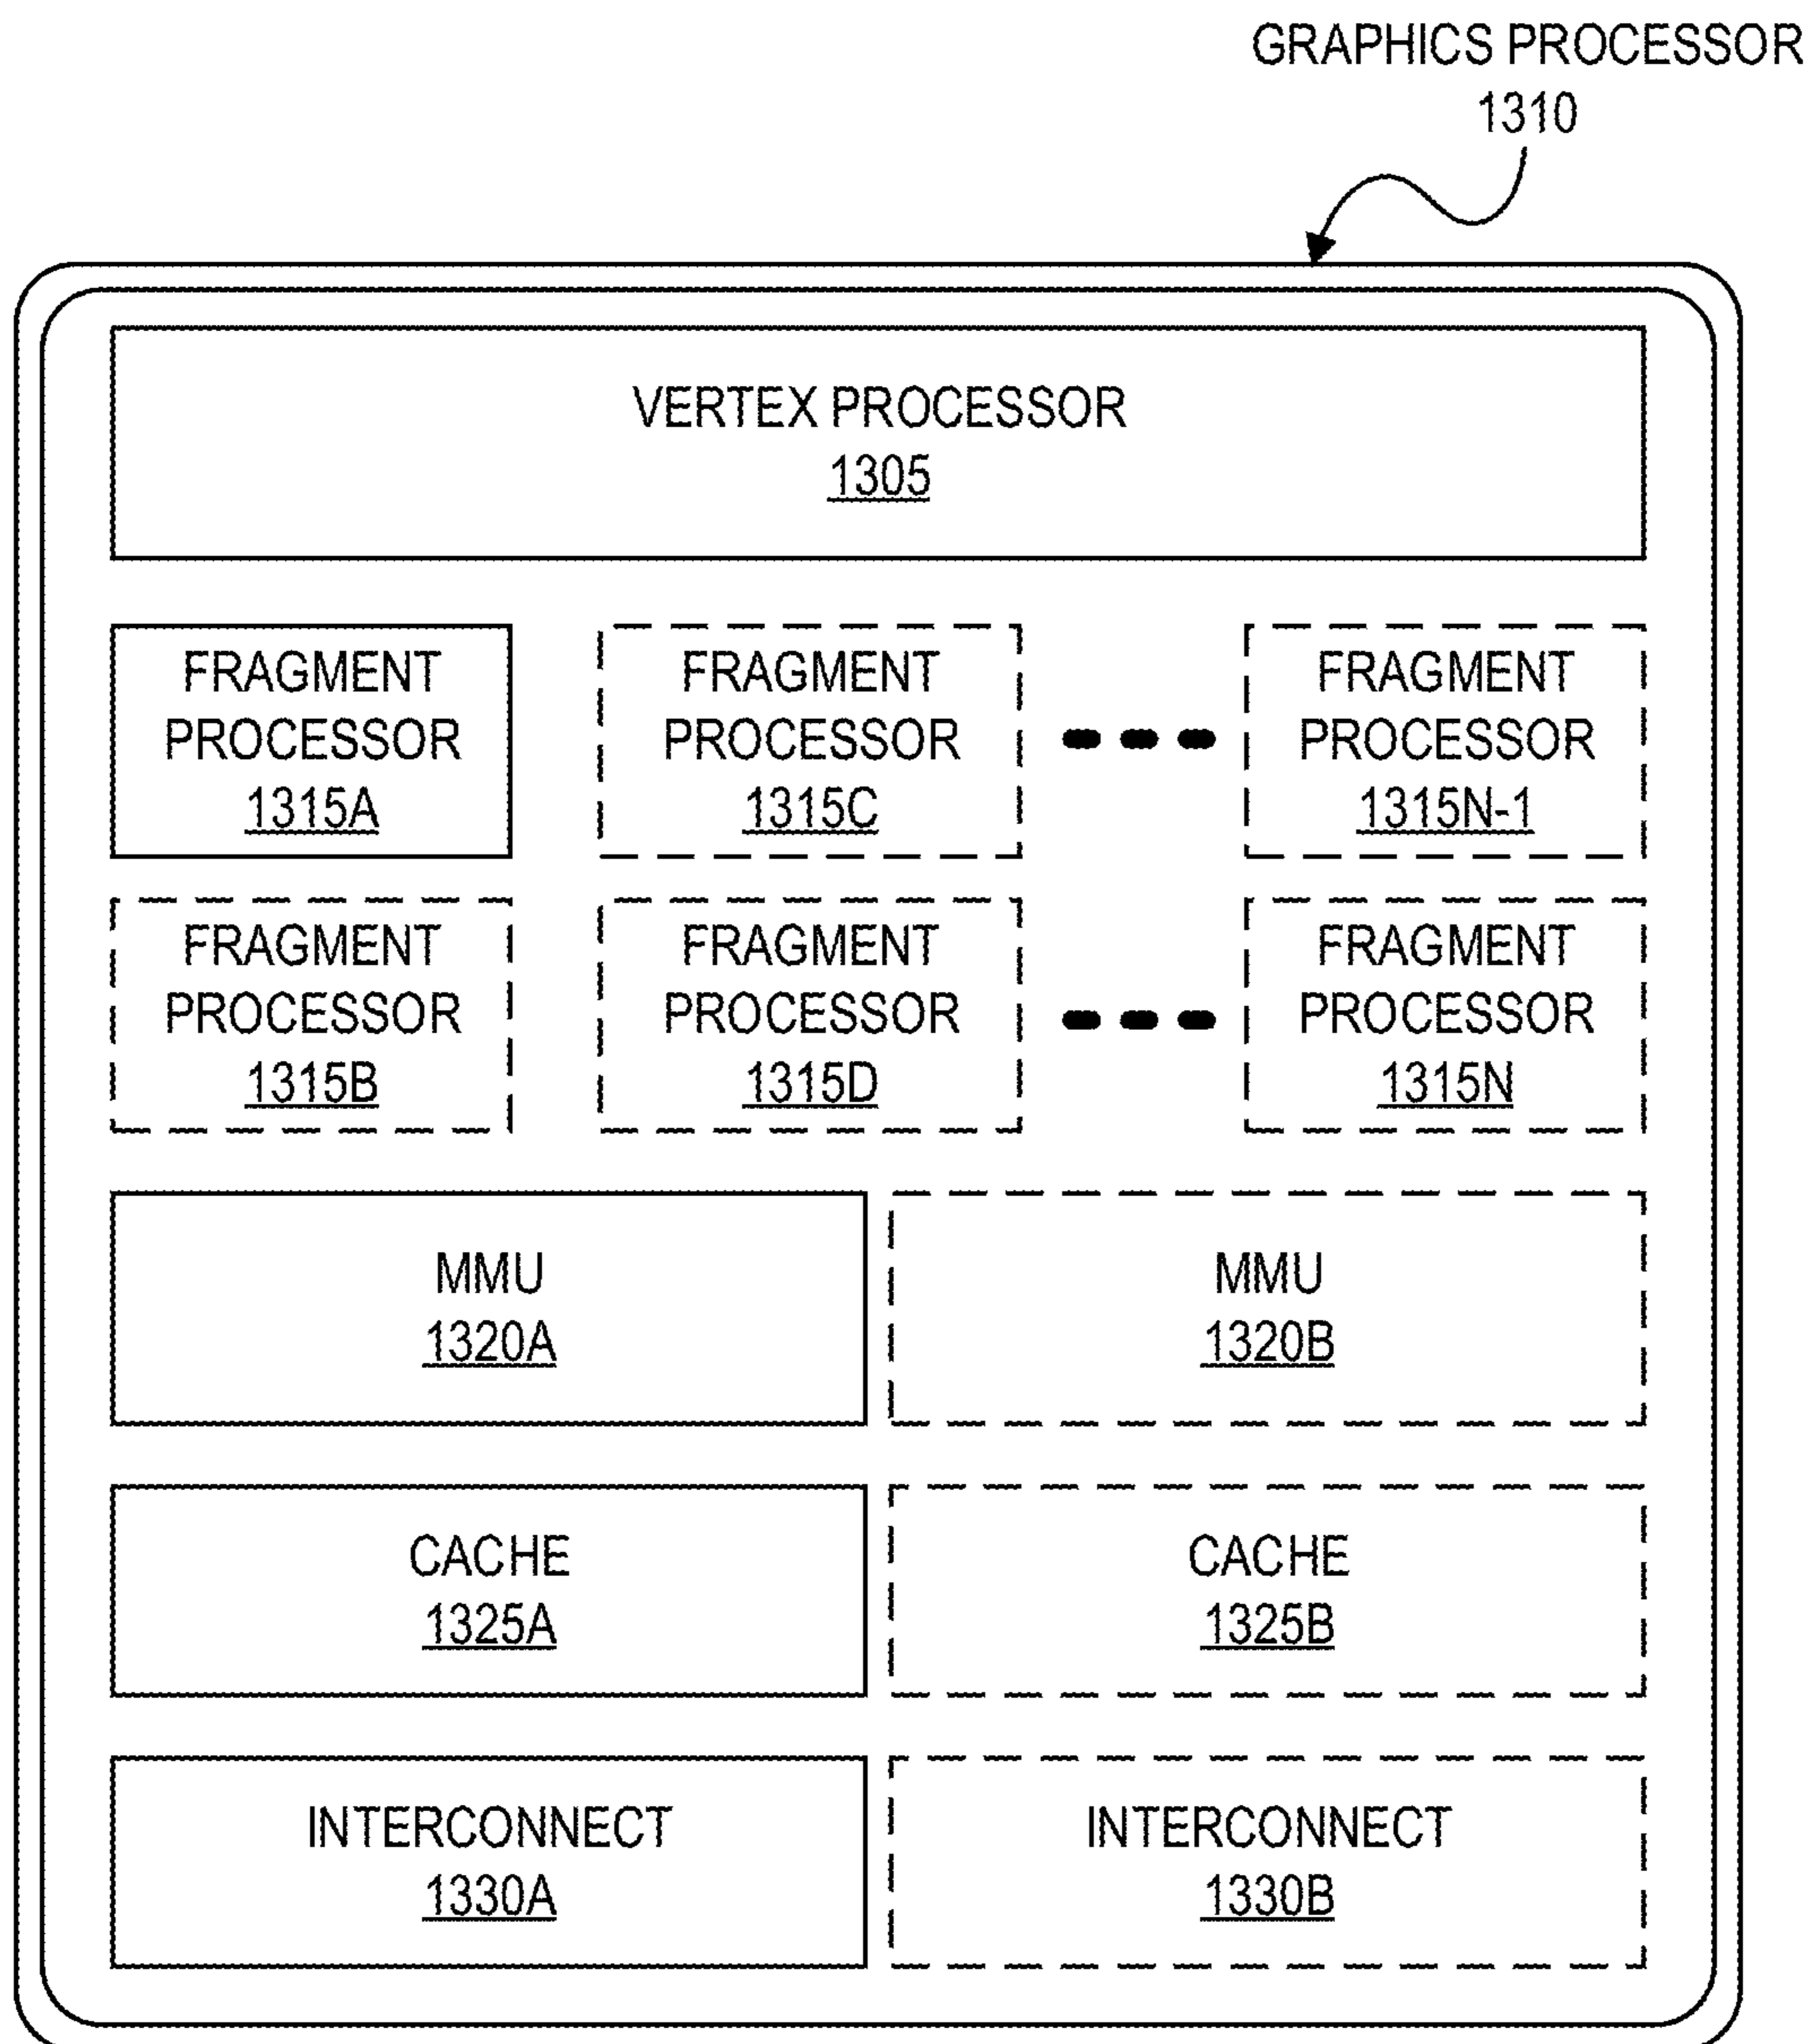 GRAPHICS PROCESSOR
1310
VERTEX PROCESSOR
1305
FRAGMENT
PROCESSOR
1315A
FRAGMENT
PROCESSOR
1315C
FRAGMENT
PROCESSOR
1315N-1
FRAGMENT
PROCESSOR
1315B
FRAGMENT
PROCESSOR
1315D
FRAGMENT
PROCESSOR
1315N
MMU
1320A
MMU
1320B
CACHE
1325A
CACHE
1325B
INTERCONNECT
1330A
INTERCONNECT
1330B